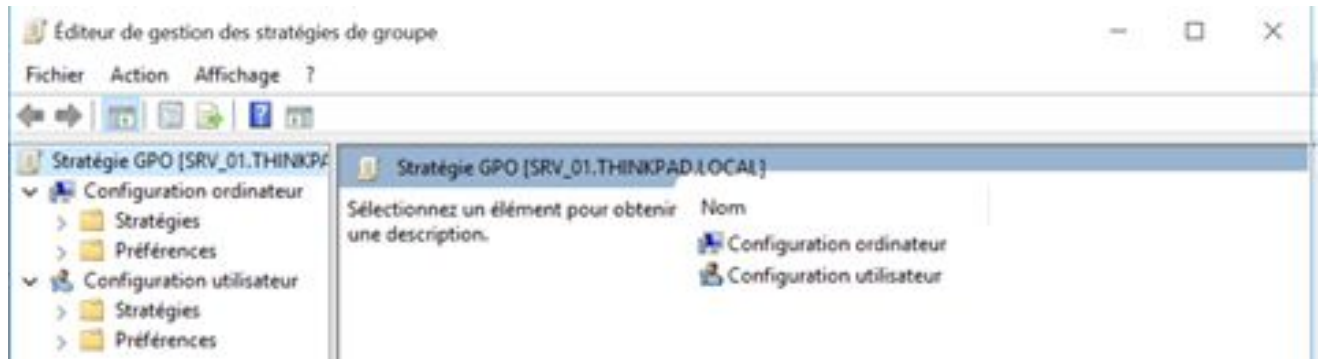 Éditeur de gestion des stratégies de groupe
Fichier Action Affichage ?
Stratégie GPO [SRV_01.THINKPA
Configuration ordinateur
Stratégies
Préférences
Configuration utilisateur
Stratégies
Préférences
Stratégie GPO [SRV_01.THINKPAD.LOCAL]
Sélectionnez un élément pour obtenir
une description.
Nom
Configuration ordinateur
Configuration utilisateur